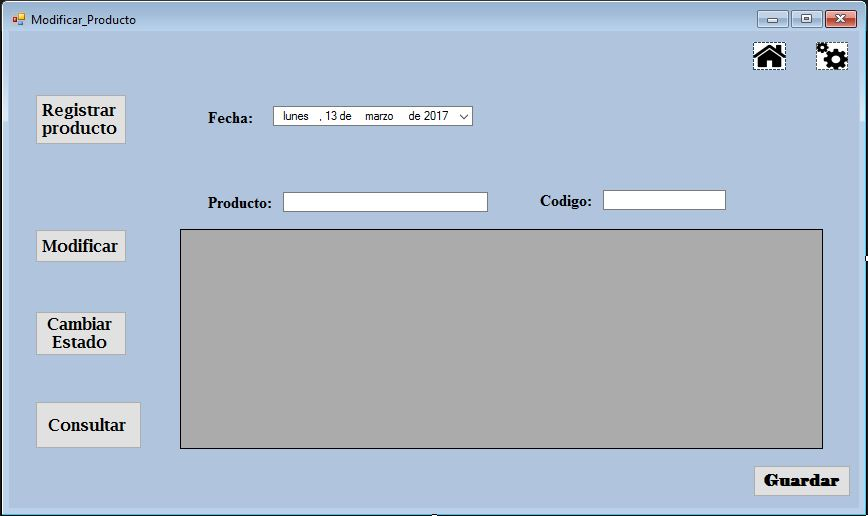 Modificar_Producto
Registrar
producto
Fecha: lunes , 13 de marzo de 2017
Producto: Codigo:
Modificar
Cambiar
Estado
Consultar
Guardar